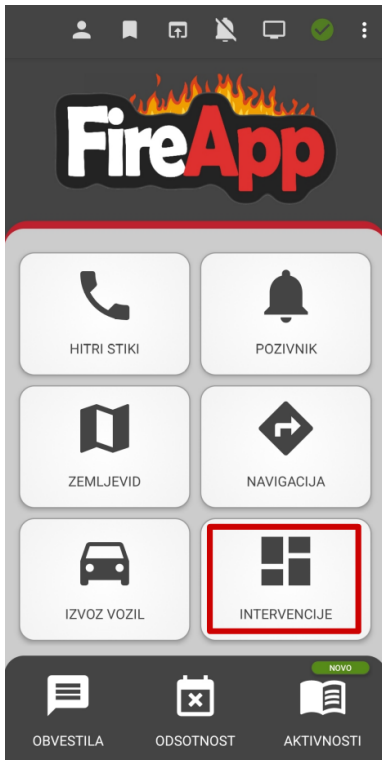 FireApp
HITRI STIKI
POZIVNIK
ZEMLJEVID
NAVIGACIJA
IZVOZ VOZIL
INTERVENCIJE
NOVO
OBVESTILA
ODSOTNOST
AKTIVNOSTI